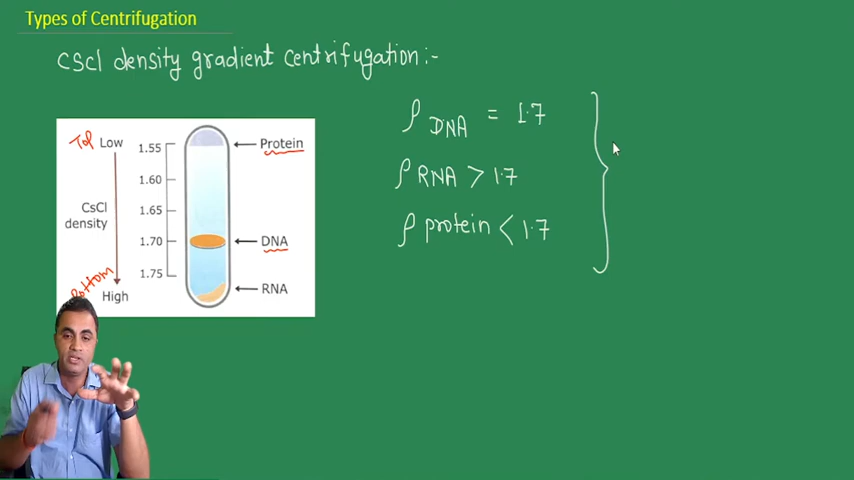 Types of Centrifugation
CsCl density gradient centrifugation:-
Top Low
1.55
Protein
1.60
CsCl
density
1.65
1.70
DNA
1.75
Bottom
High
RNA
ρ DNA = 1.7
ρ RNA > 1.7
ρ protein < 1.7